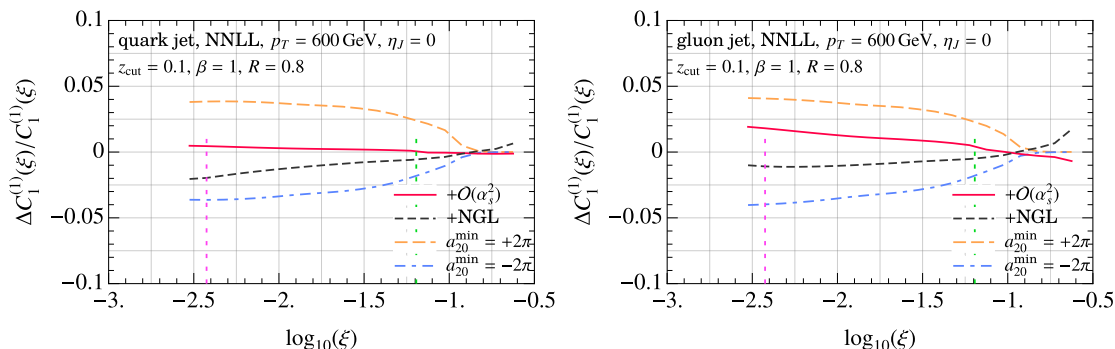 quark jet, NNLL, p_T = 600 GeV, η_J = 0
z_cut = 0.1, β = 1, R = 0.8
ΔC₁⁽¹⁾(ξ)/C₁⁽¹⁾(ξ)
0.1
0.05
0
−0.05
−0.1
+O(α_s²)
+NGL
a₂₀^min = +2π
a₂₀^min = −2π
−3. −2.5 −2. −1.5 −1. −0.5
log₁₀(ξ)
gluon jet, NNLL, p_T = 600 GeV, η_J = 0
z_cut = 0.1, β = 1, R = 0.8
ΔC₁⁽¹⁾(ξ)/C₁⁽¹⁾(ξ)
0.1
0.05
0
−0.05
−0.1
+O(α_s²)
+NGL
a₂₀^min = +2π
a₂₀^min = −2π
−3. −2.5 −2. −1.5 −1. −0.5
log₁₀(ξ)